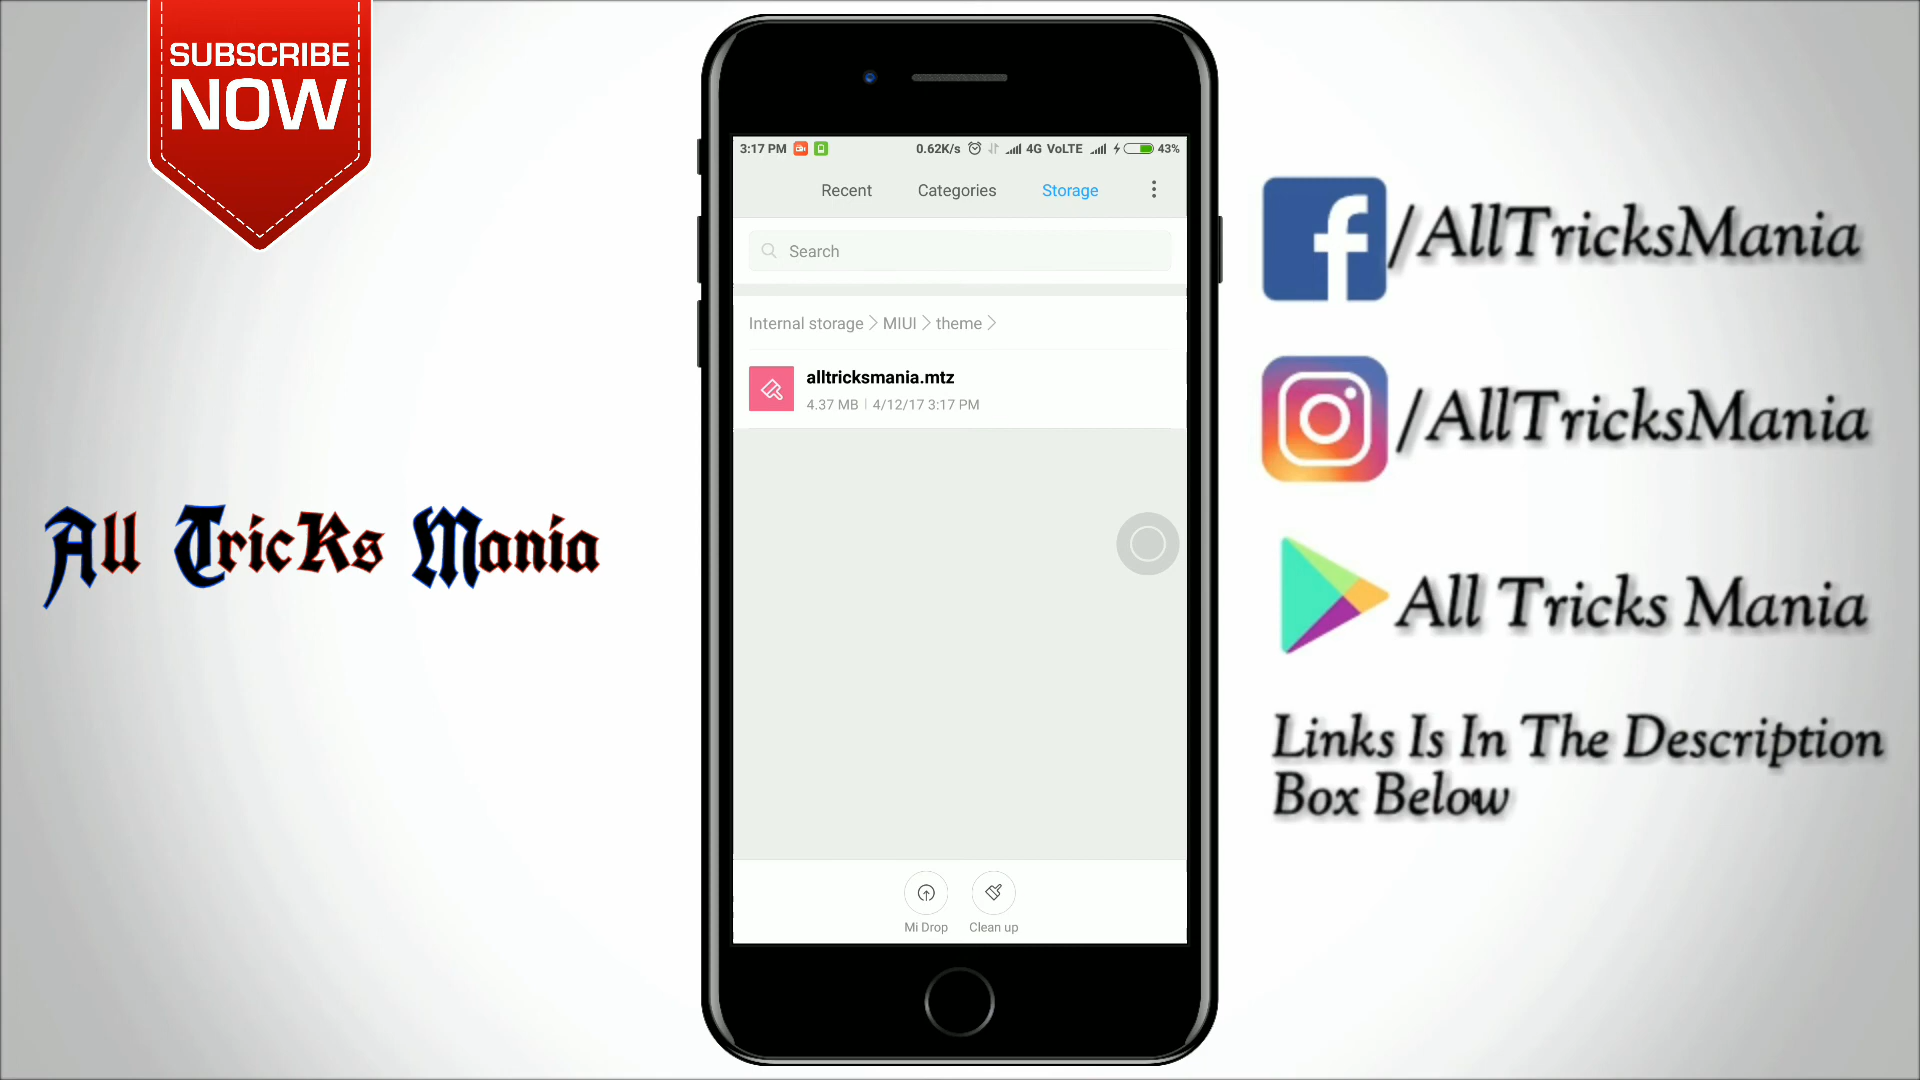 SUBSCRIBE
NOW
All TricKs Mania
3:17 PM 0.62K/s 4G VoLTE 43%
Recent Categories Storage
Search
Internal storage > MIUI > theme >
alltricksmania.mtz
4.37 MB | 4/12/17 3:17 PM
Mi Drop Clean up
/AllTricksMania
/AllTricksMania
All Tricks Mania
Links Is In The Description
Box Below